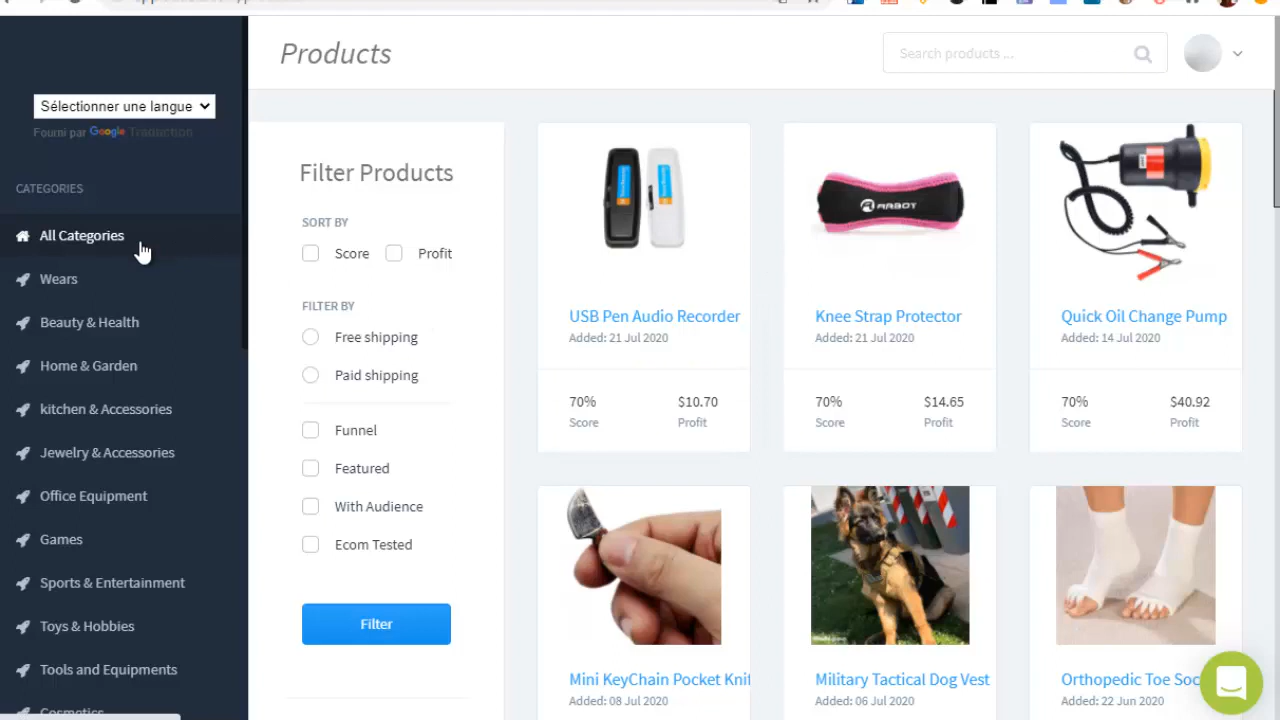 Products
Search products ...
Sélectionner une langue
Fourni par Google Traduction
CATEGORIES
All Categories
Wears
Beauty & Health
Home & Garden
kitchen & Accessories
Jewelry & Accessories
Office Equipment
Games
Sports & Entertainment
Toys & Hobbies
Tools and Equipments
Cosmetics
Filter Products
SORT BY
Score Profit
FILTER BY
Free shipping
Paid shipping
Funnel
Featured
With Audience
Ecom Tested
Filter
USB Pen Audio Recorder
Added: 21 Jul 2020
70% $10.70
Score Profit
AABOT
Knee Strap Protector
Added: 21 Jul 2020
70% $14.65
Score Profit
Quick Oil Change Pump
Added: 14 Jul 2020
70% $40.92
Score Profit
Mini KeyChain Pocket Knif
Added: 08 Jul 2020
Military Tactical Dog Vest
Added: 06 Jul 2020
Orthopedic Toe Soc
Added: 22 Jun 2020